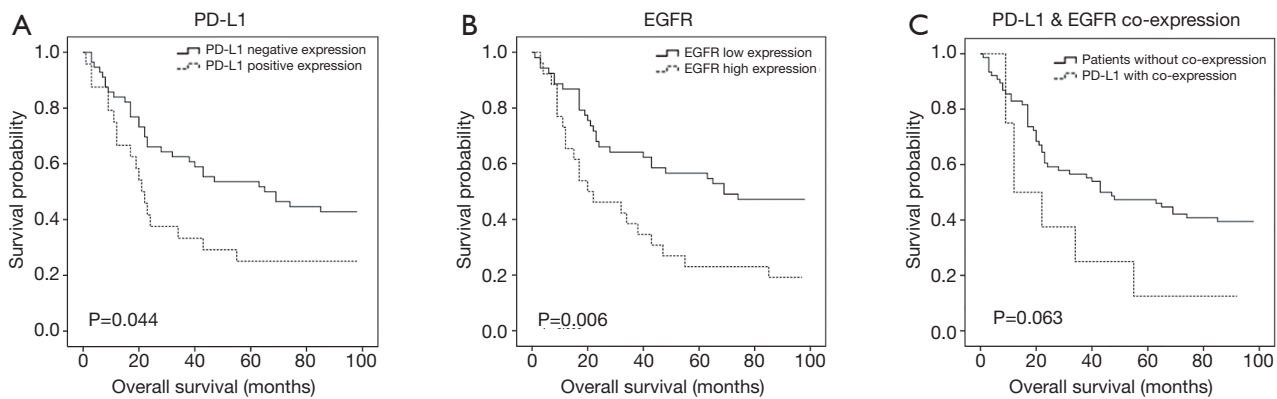 A
PD-L1
1.0
0.8
0.6
0.4
0.2
0.0
Survival probability
PD-L1 negative expression
PD-L1 positive expression
P=0.044
0 20 40 60 80 100
Overall survival (months)
B
EGFR
1.0
0.8
0.6
0.4
0.2
0.0
Survival probability
EGFR low expression
EGFR high expression
P=0.006
0 20 40 60 80 100
Overall survival (months)
C
PD-L1 & EGFR co-expression
1.0
0.8
0.6
0.4
0.2
0.0
Survival probability
Patients without co-expression
PD-L1 with co-expression
P=0.063
0 20 40 60 80 100
Overall survival (months)